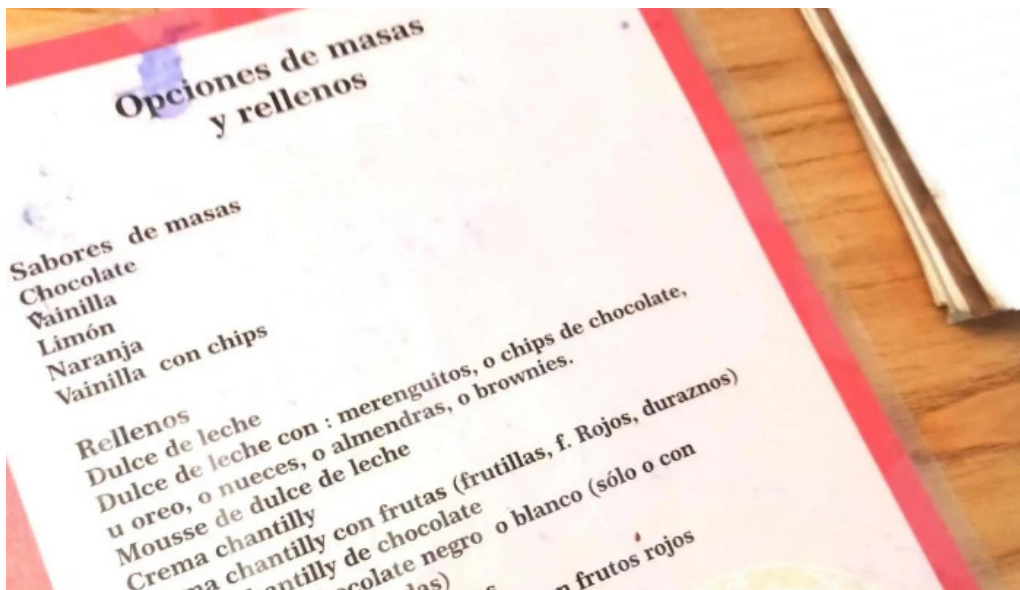 Opciones de masas
y rellenos
Sabores de masas
Chocolate
Vainilla
Limón
Naranja
Vainilla con chips
Rellenos
Dulce de leche
Dulce de leche con : merenguitos, o chips de chocolate,
u oreo, o nueces, o almendras, o brownies.
Mousse de dulce de leche
Crema chantilly
chantilly con frutas (frutillas, f. Rojos, duraznos)
de chocolate
negro o blanco (sólo o con
frutos rojos